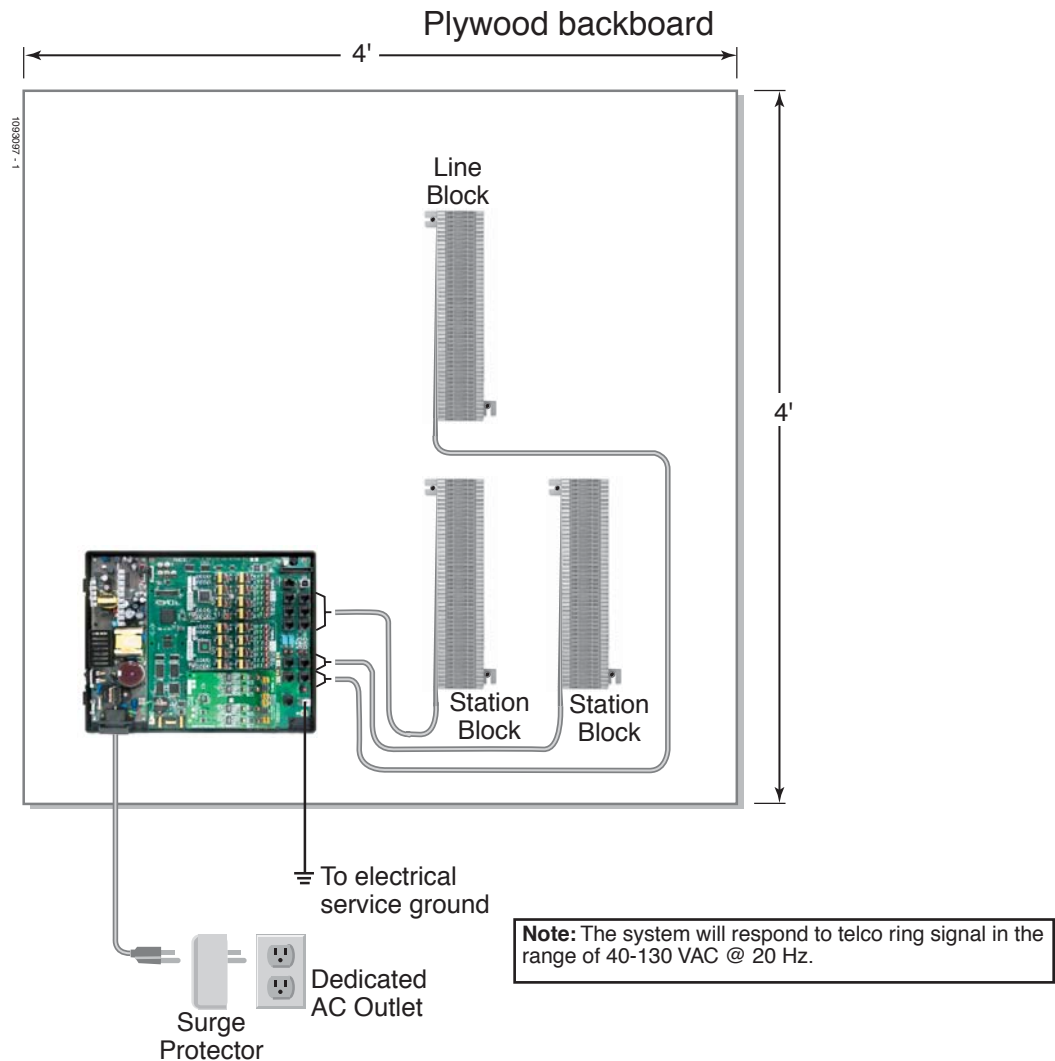 Plywood backboard
4'
1093097 - 1
Line
Block
4'
Station
Block
Station
Block
To electrical
service ground
Note: The system will respond to telco ring signal in the
range of 40-130 VAC @ 20 Hz.
Dedicated
AC Outlet
Surge
Protector